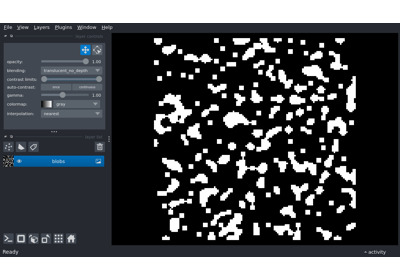 File View Layers Plugins Window Help
opacity: 1.00
blending: translucent_no_depth
contrast limits:
auto-contrast: once continuous
gamma: 1.00
colormap: gray
interpolation: nearest
blobs
Ready
activity